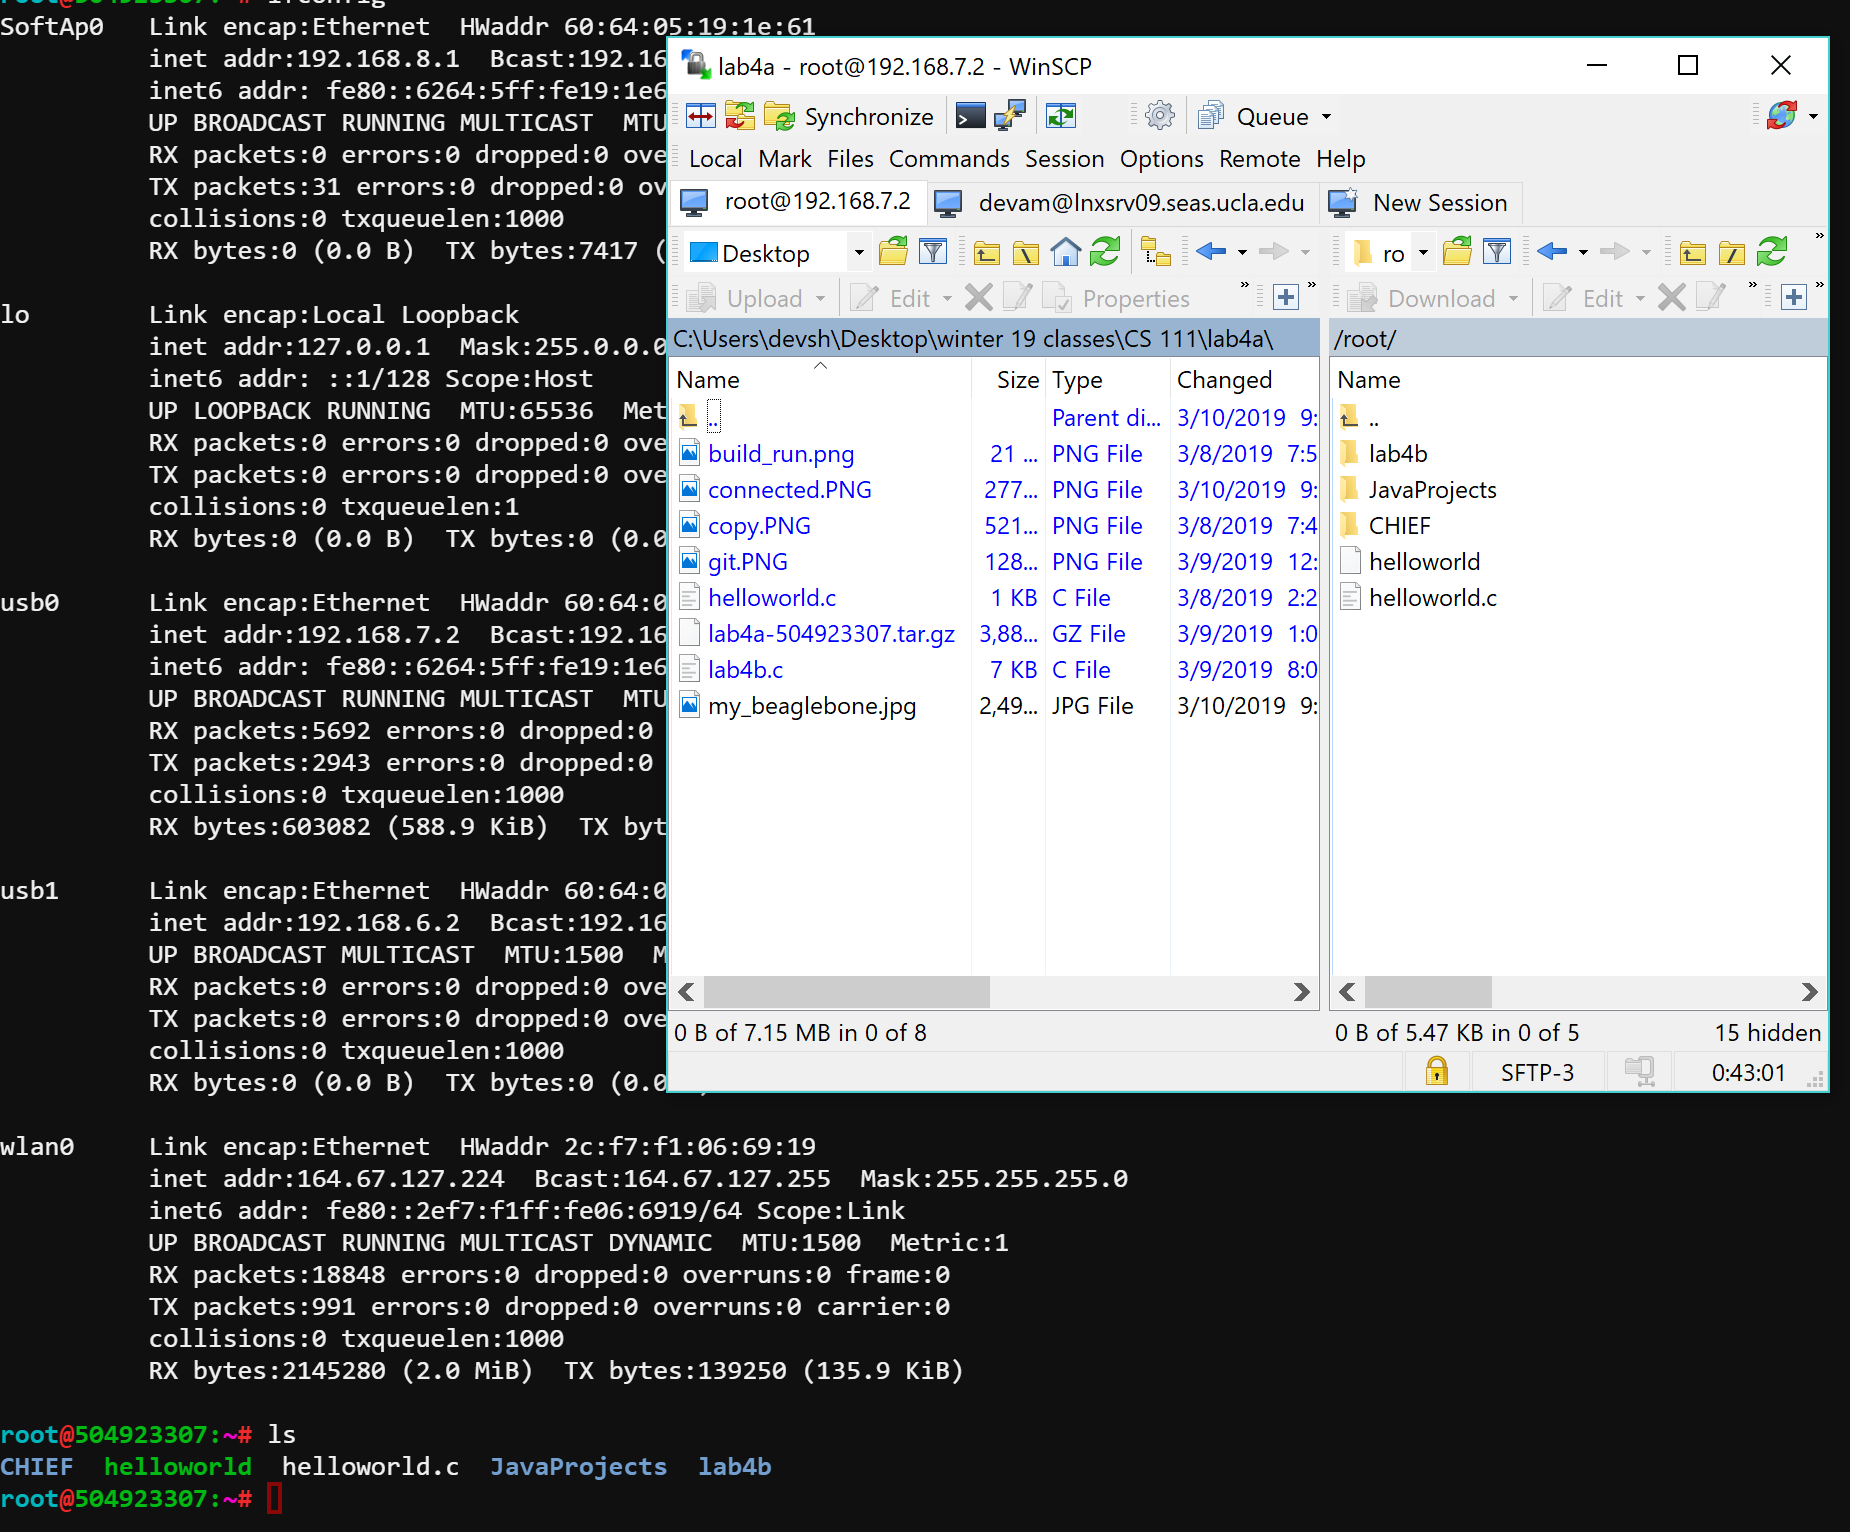 SoftAp0   Link encap:Ethernet  HWaddr 60:64:05:19:1e:61
          inet addr:192.168.8.1  Bcast:192.16
          inet6 addr: fe80::6264:5ff:fe19:1e6
          UP BROADCAST RUNNING MULTICAST  MTU
          RX packets:0 errors:0 dropped:0 ove
          TX packets:31 errors:0 dropped:0 ov
          collisions:0 txqueuelen:1000
          RX bytes:0 (0.0 B)  TX bytes:7417 (
lo        Link encap:Local Loopback
          inet addr:127.0.0.1  Mask:255.0.0.0
          inet6 addr: ::1/128 Scope:Host
          UP LOOPBACK RUNNING  MTU:65536  Met
          RX packets:0 errors:0 dropped:0 ove
          TX packets:0 errors:0 dropped:0 ove
          collisions:0 txqueuelen:1
          RX bytes:0 (0.0 B)  TX bytes:0 (0.0
usb0      Link encap:Ethernet  HWaddr 60:64:0
          inet addr:192.168.7.2  Bcast:192.16
          inet6 addr: fe80::6264:5ff:fe19:1e6
          UP BROADCAST RUNNING MULTICAST  MTU
          RX packets:5692 errors:0 dropped:0
          TX packets:2943 errors:0 dropped:0
          collisions:0 txqueuelen:1000
          RX bytes:603082 (588.9 KiB)  TX byt
usb1      Link encap:Ethernet  HWaddr 60:64:0
          inet addr:192.168.6.2  Bcast:192.16
          UP BROADCAST MULTICAST  MTU:1500  M
          RX packets:0 errors:0 dropped:0 ove
          TX packets:0 errors:0 dropped:0 ove
          collisions:0 txqueuelen:1000
          RX bytes:0 (0.0 B)  TX bytes:0 (0.0
wlan0     Link encap:Ethernet  HWaddr 2c:f7:f1:06:69:19
          inet addr:164.67.127.224  Bcast:164.67.127.255  Mask:255.255.255.0
          inet6 addr: fe80::2ef7:f1ff:fe06:6919/64 Scope:Link
          UP BROADCAST RUNNING MULTICAST DYNAMIC  MTU:1500  Metric:1
          RX packets:18848 errors:0 dropped:0 overruns:0 frame:0
          TX packets:991 errors:0 dropped:0 overruns:0 carrier:0
          collisions:0 txqueuelen:1000
          RX bytes:2145280 (2.0 MiB)  TX bytes:139250 (135.9 KiB)
root@504923307:~# ls
CHIEF  helloworld  helloworld.c  JavaProjects  lab4b
root@504923307:~#
lab4a - root@192.168.7.2 - WinSCP
Synchronize Queue
Local Mark Files Commands Session Options Remote Help
root@192.168.7.2 devam@lnxsrv09.seas.ucla.edu New Session
Desktop ro
Upload Edit Properties Download Edit
C:\Users\devsh\Desktop\winter 19 classes\CS 111\lab4a\
Name Size Type Changed
.. Parent di... 3/10/2019 9:
build_run.png 21 ... PNG File 3/8/2019 7:5
connected.PNG 277... PNG File 3/10/2019 9:
copy.PNG 521... PNG File 3/8/2019 7:4
git.PNG 128... PNG File 3/9/2019 12:
helloworld.c 1 KB C File 3/8/2019 2:2
lab4a-504923307.tar.gz 3,88... GZ File 3/9/2019 1:0
lab4b.c 7 KB C File 3/9/2019 8:0
my_beaglebone.jpg 2,49... JPG File 3/10/2019 9:
0 B of 7.15 MB in 0 of 8
/root/
Name
..
lab4b
JavaProjects
CHIEF
helloworld
helloworld.c
0 B of 5.47 KB in 0 of 5 15 hidden
SFTP-3 0:43:01